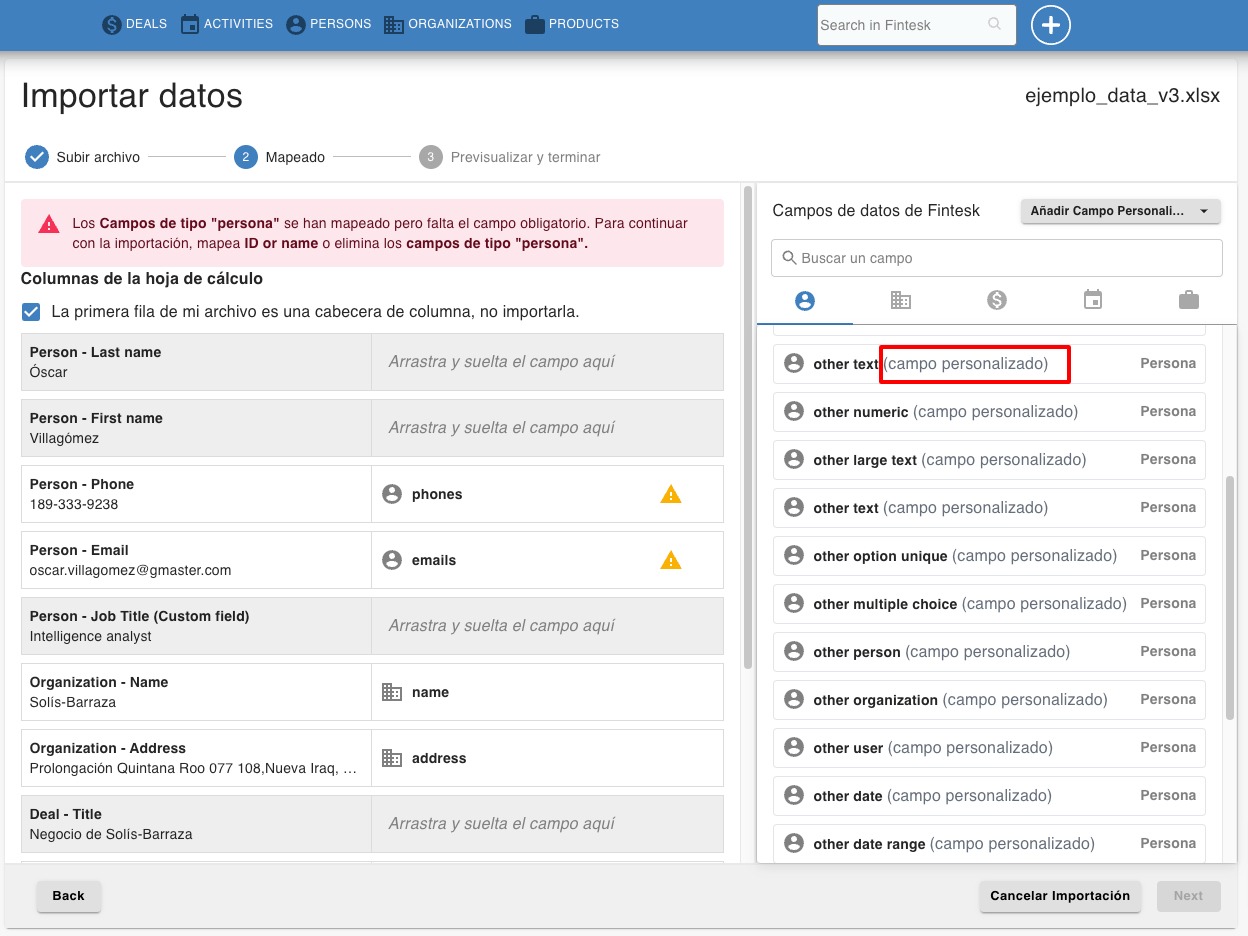 DEALS ACTIVITIES PERSONS ORGANIZATIONS PRODUCTS Search in Fintesk
Importar datos
ejemplo_data_v3.xlsx
Subir archivo 2 Mapeado 3 Previsualizar y terminar
Los Campos de tipo "persona" se han mapeado pero falta el campo obligatorio. Para continuar
con la importación, mapea ID or name o elimina los campos de tipo "persona".
Columnas de la hoja de cálculo
La primera fila de mi archivo es una cabecera de columna, no importarla.
Person - Last name
Óscar
Arrastra y suelta el campo aquí
Person - First name
Villagómez
Arrastra y suelta el campo aquí
Person - Phone
189-333-9238
phones
Person - Email
oscar.villagomez@gmaster.com
emails
Person - Job Title (Custom field)
Intelligence analyst
Arrastra y suelta el campo aquí
Organization - Name
Solís-Barraza
name
Organization - Address
Prolongación Quintana Roo 077 108,Nueva Iraq, ...
address
Deal - Title
Negocio de Solís-Barraza
Arrastra y suelta el campo aquí
Campos de datos de Fintesk
Añadir Campo Personali...
Buscar un campo
other text (campo personalizado) Persona
other numeric (campo personalizado) Persona
other large text (campo personalizado) Persona
other text (campo personalizado) Persona
other option unique (campo personalizado) Persona
other multiple choice (campo personalizado) Persona
other person (campo personalizado) Persona
other organization (campo personalizado) Persona
other user (campo personalizado) Persona
other date (campo personalizado) Persona
other date range (campo personalizado) Persona
Back
Cancelar Importación
Next